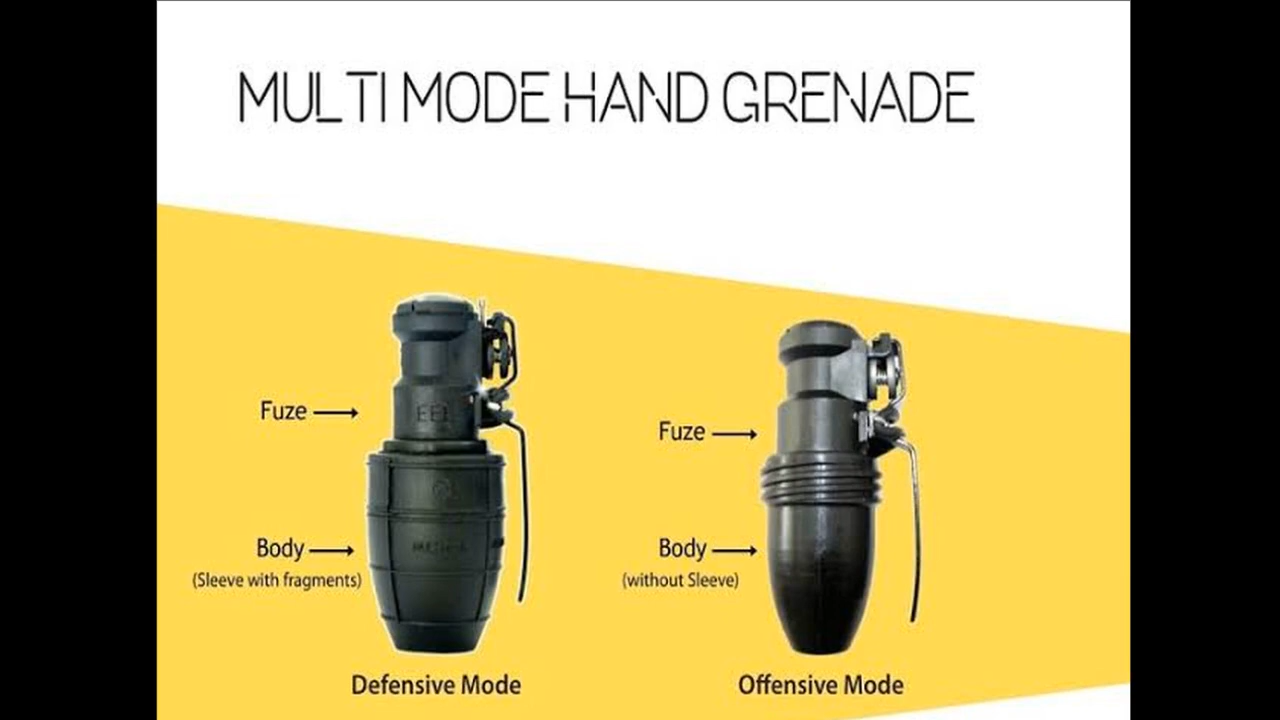 MULTI MODE HAND GRENADE
Fuze
Body
(Sleeve with fragments)
Defensive Mode
Fuze
Body
(without Sleeve)
Offensive Mode